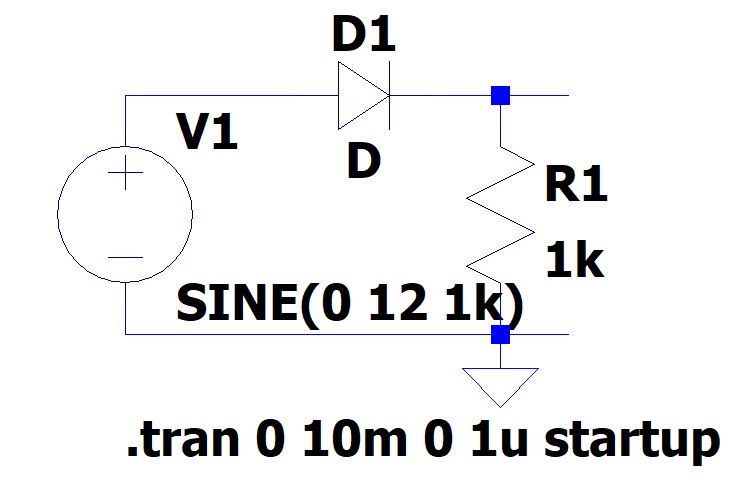 D1
V1
D
R1
1k
SINE(0 12 1k)
.tran 0 10m 0 1u startup